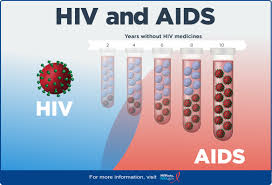 HIV and AIDS
Years without HIV medicines
2 4 6 8 10
HIV
AIDS
For more information, visit